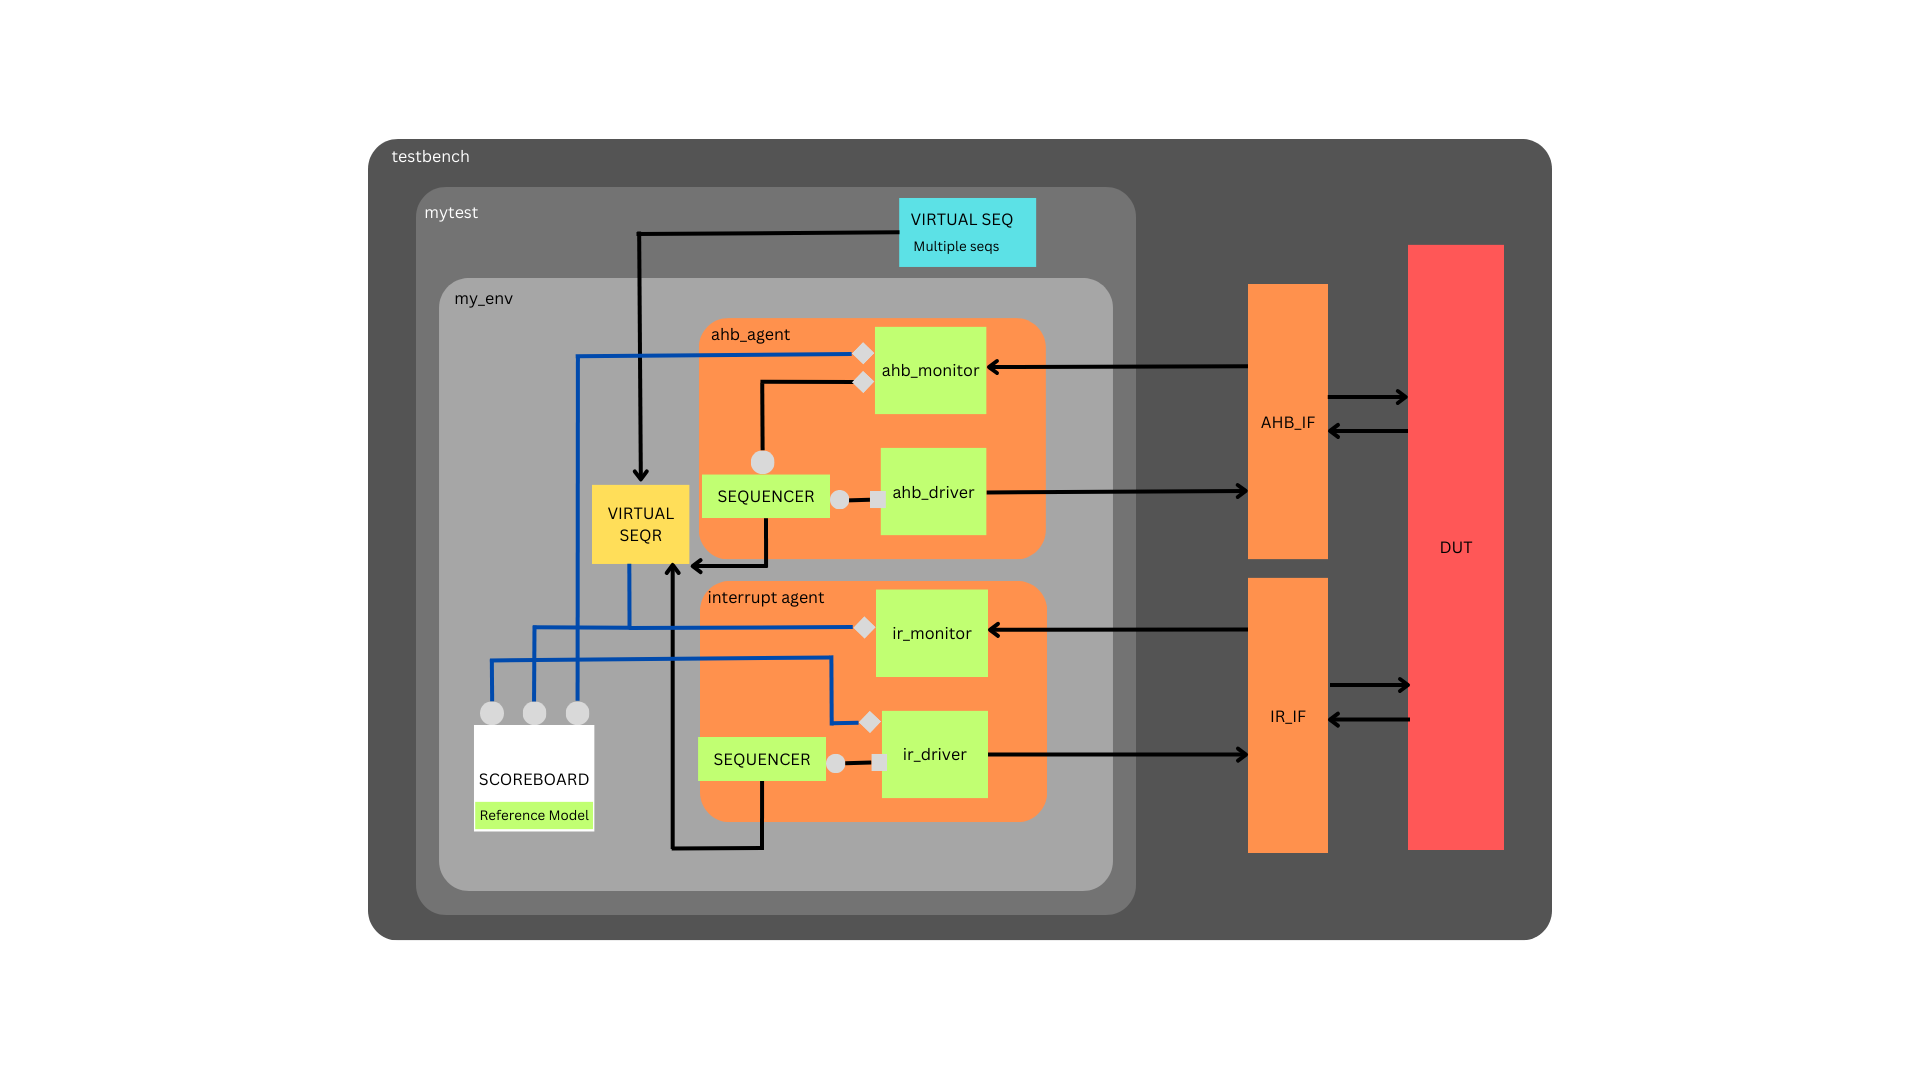 testbench
mytest
VIRTUAL SEQ
Multiple seqs
my_env
ahb_agent
ahb_monitor
AHB_IF
SEQUENCER
ahb_driver
VIRTUAL
SEQR
DUT
interrupt agent
ir_monitor
IR_IF
SEQUENCER
ir_driver
SCOREBOARD
Reference Model